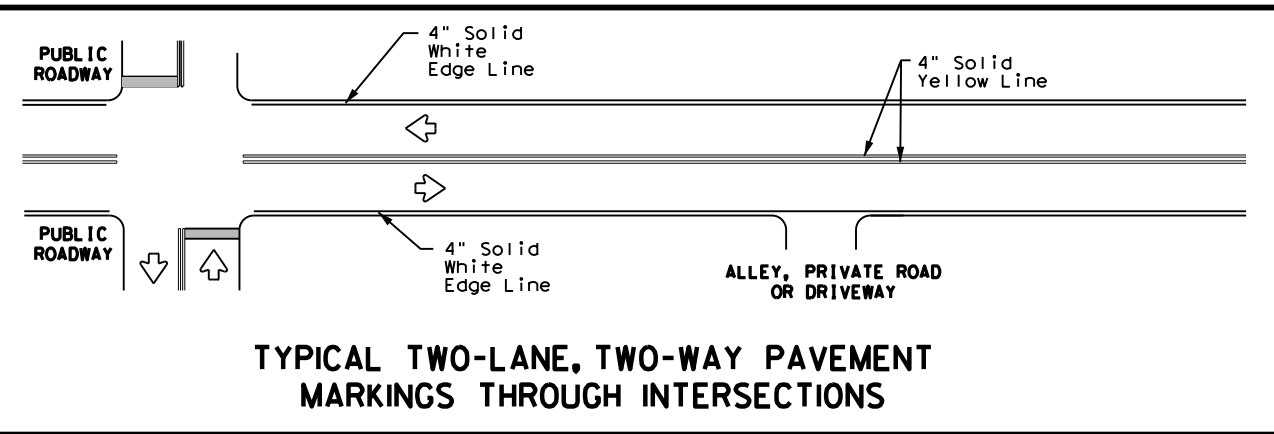 PUBLIC
ROADWAY
4" Solid
White
Edge Line
4" Solid
Yellow Line
PUBLIC
ROADWAY
4" Solid
White
Edge Line
ALLEY, PRIVATE ROAD
OR DRIVEWAY
TYPICAL TWO-LANE, TWO-WAY PAVEMENT
MARKINGS THROUGH INTERSECTIONS